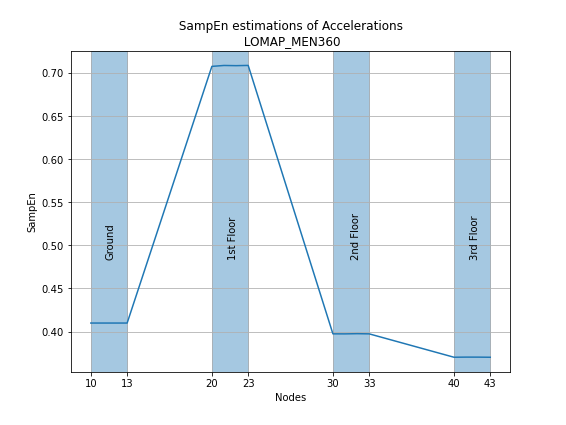 SampEn estimations of Accelerations
LOMAP_MEN360
0.70
0.65
0.60
0.55
0.50
0.45
0.40
SampEn
Ground
1st Floor
2nd Floor
3rd Floor
10 13 20 23 30 33 40 43
Nodes